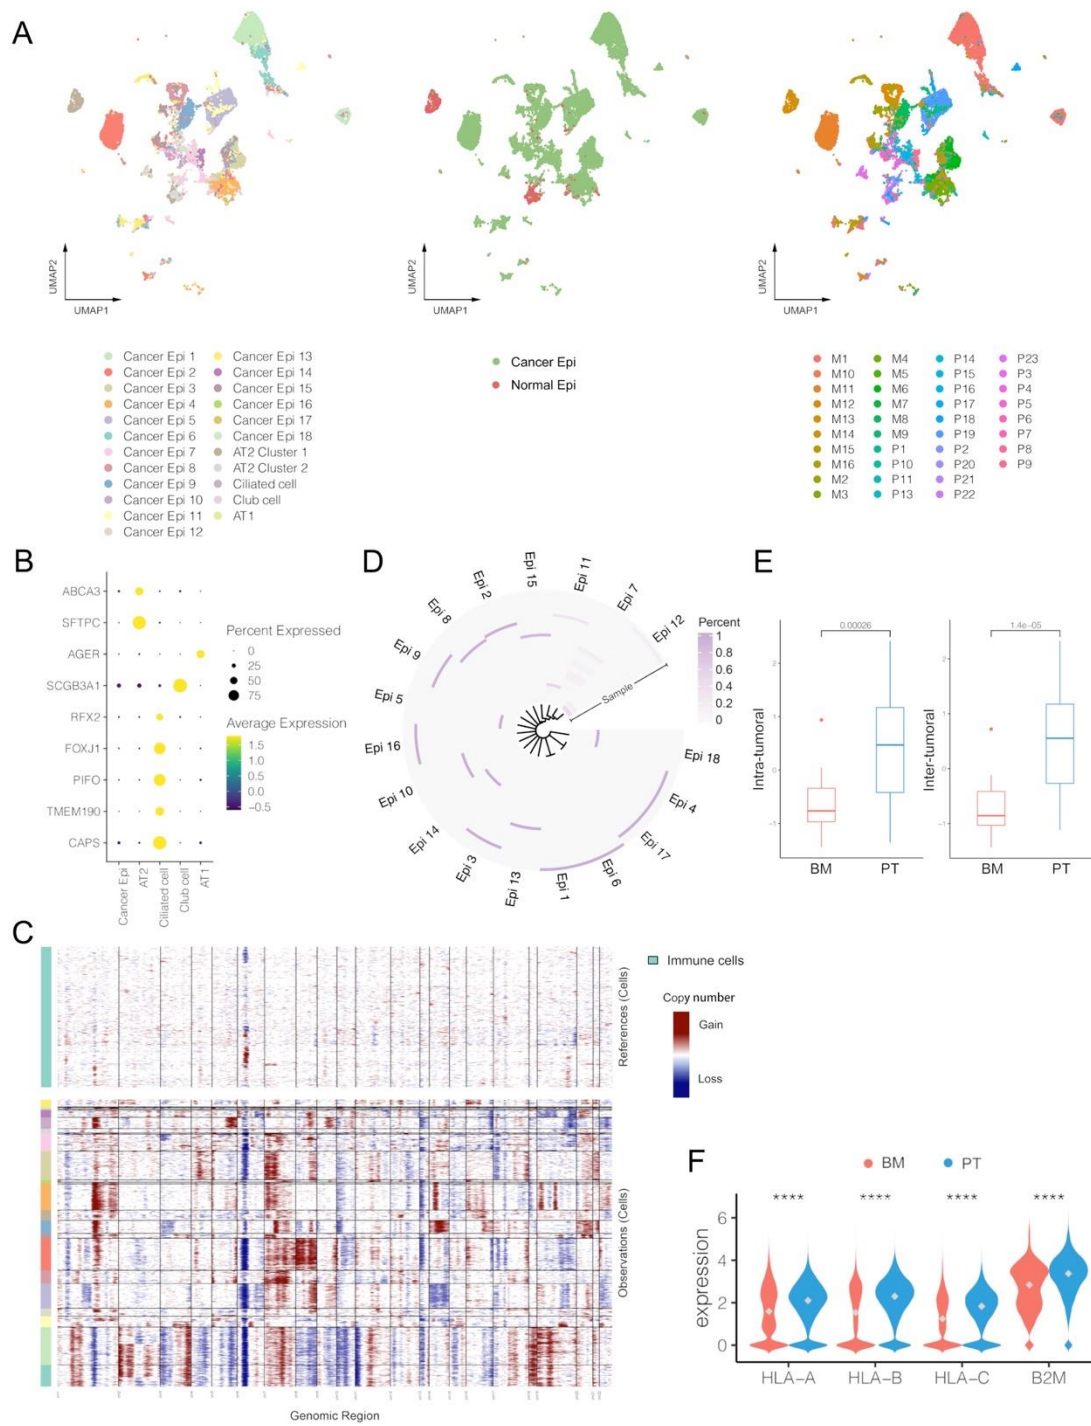 A
UMAP2
UMAP1
UMAP2
UMAP1
UMAP2
UMAP1
Cancer Epi 1
Cancer Epi 2
Cancer Epi 3
Cancer Epi 4
Cancer Epi 5
Cancer Epi 6
Cancer Epi 7
Cancer Epi 8
Cancer Epi 9
Cancer Epi 10
Cancer Epi 11
Cancer Epi 12
Cancer Epi 13
Cancer Epi 14
Cancer Epi 15
Cancer Epi 16
Cancer Epi 17
Cancer Epi 18
AT2 Cluster 1
AT2 Cluster 2
Ciliated cell
Club cell
AT1
Cancer Epi
Normal Epi
M1
M10
M11
M12
M13
M14
M15
M16
M2
M3
M4
M5
M6
M7
M8
M9
P1
P10
P11
P13
P14
P15
P16
P17
P18
P19
P2
P20
P21
P22
P23
P3
P4
P5
P6
P7
P8
P9
B
ABCA3
SFTPC
AGER
SCGB3A1
RFX2
FOXJ1
PIFO
TMEM190
CAPS
Cancer Epi
AT2
Ciliated cell
Club cell
AT1
Percent Expressed
0
25
50
75
Average Expression
1.5
1.0
0.5
0.0
−0.5
D
Epi 12
Epi 7
Epi 11
Epi 15
Epi 2
Epi 8
Epi 9
Epi 5
Epi 16
Epi 10
Epi 14
Epi 3
Epi 13
Epi 1
Epi 6
Epi 17
Epi 4
Epi 18
Sample
Percent
1
0.8
0.6
0.4
0.2
0
E
0.00026
Intra-tumoral
2
1
0
−1
BM
PT
1.4e−05
Inter-tumoral
2
1
0
−1
BM
PT
C
References (Cells)
Observations (Cells)
Genomic Region
Immune cells
Copy number
Gain
Loss
F
BM
PT
expression
6
4
2
0
****
****
****
****
HLA−A
HLA−B
HLA−C
B2M